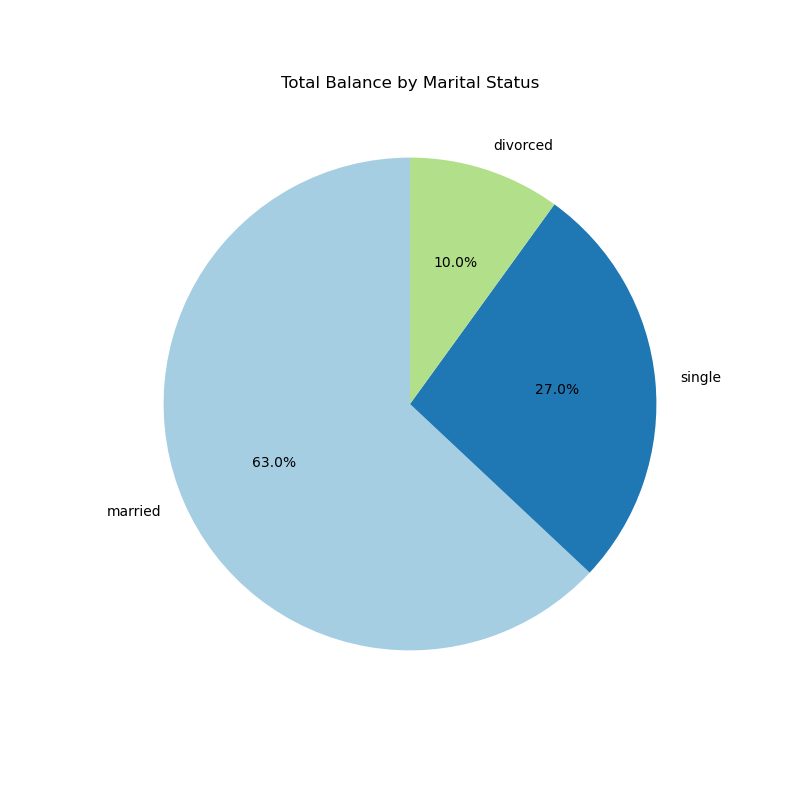 Total Balance by Marital Status
divorced
10.0%
single
27.0%
63.0%
married